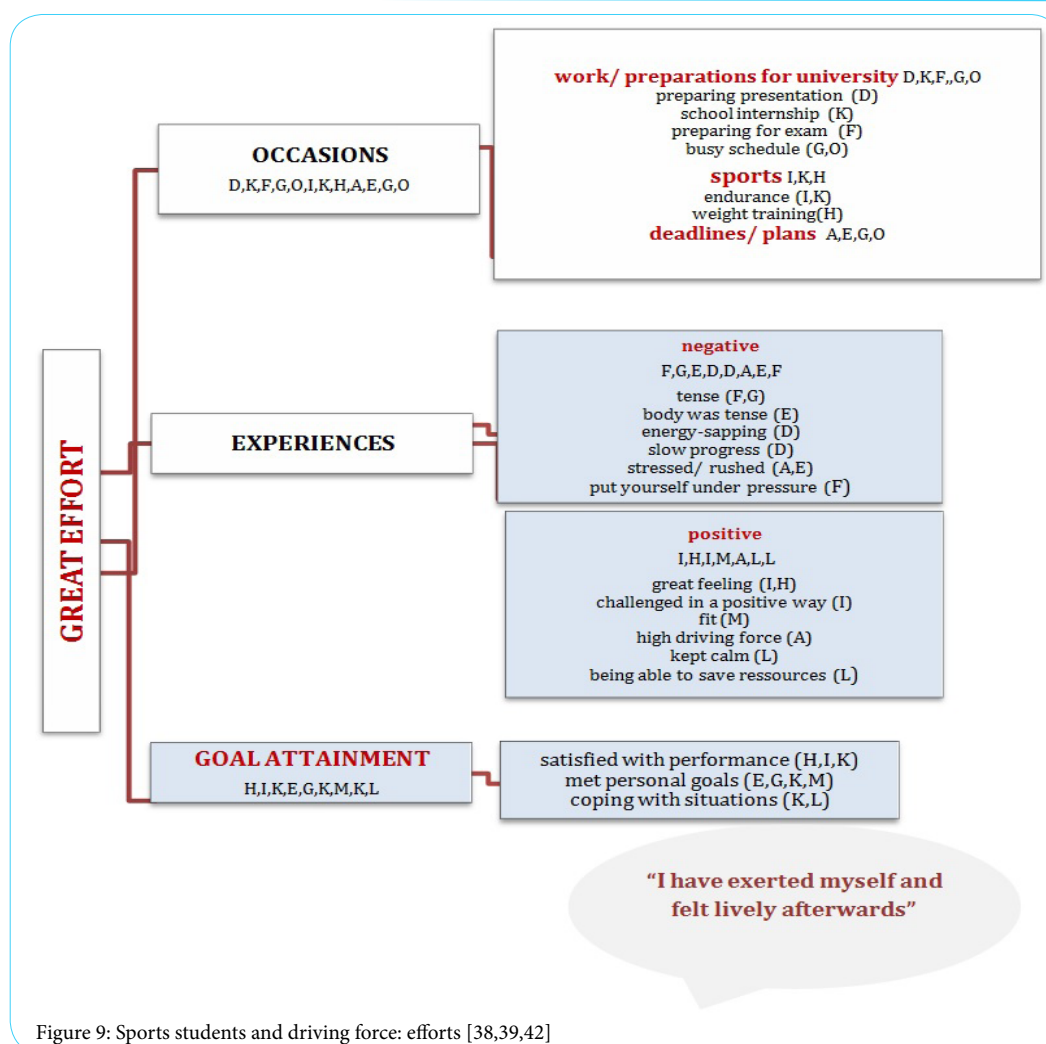 GREAT EFFORT
OCCASIONS
D,K,F,G,O,I,K,H,A,E,G,O
work/ preparations for university D,K,F,,G,O
preparing presentation (D)
school internship (K)
preparing for exam (F)
busy schedule (G,O)
sports I,K,H
endurance (I,K)
weight training(H)
deadlines/ plans A,E,G,O
EXPERIENCES
negative
F,G,E,D,D,A,E,F
tense (F,G)
body was tense (E)
energy-sapping (D)
slow progress (D)
stressed/ rushed (A,E)
put yourself under pressure (F)
positive
I,H,I,M,A,L,L
great feeling (I,H)
challenged in a positive way (I)
fit (M)
high driving force (A)
kept calm (L)
being able to save ressources (L)
GOAL ATTAINMENT
H,I,K,E,G,K,M,K,L
satisfied with performance (H,I,K)
met personal goals (E,G,K,M)
coping with situations (K,L)
“I have exerted myself and
felt lively afterwards”
Figure 9: Sports students and driving force: efforts [38,39,42]